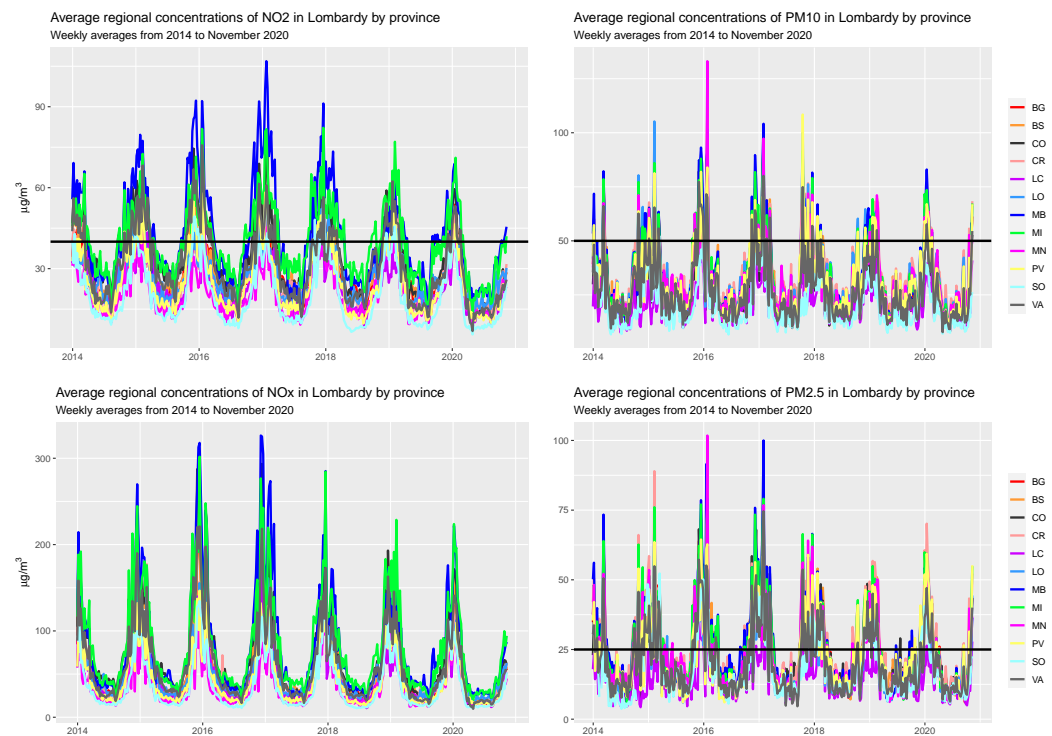 Average regional concentrations of NO2 in Lombardy by province
Weekly averages from 2014 to November 2020
µg/m³
90
60
30
2014
2016
2018
2020
Average regional concentrations of PM10 in Lombardy by province
Weekly averages from 2014 to November 2020
100
50
2014
2016
2018
2020
BG
BS
CO
CR
LC
LO
MB
MI
MN
PV
SO
VA
Average regional concentrations of NOx in Lombardy by province
Weekly averages from 2014 to November 2020
µg/m³
300
200
100
0
2014
2016
2018
2020
Average regional concentrations of PM2.5 in Lombardy by province
Weekly averages from 2014 to November 2020
100
75
50
25
0
2014
2016
2018
2020
BG
BS
CO
CR
LC
LO
MB
MI
MN
PV
SO
VA